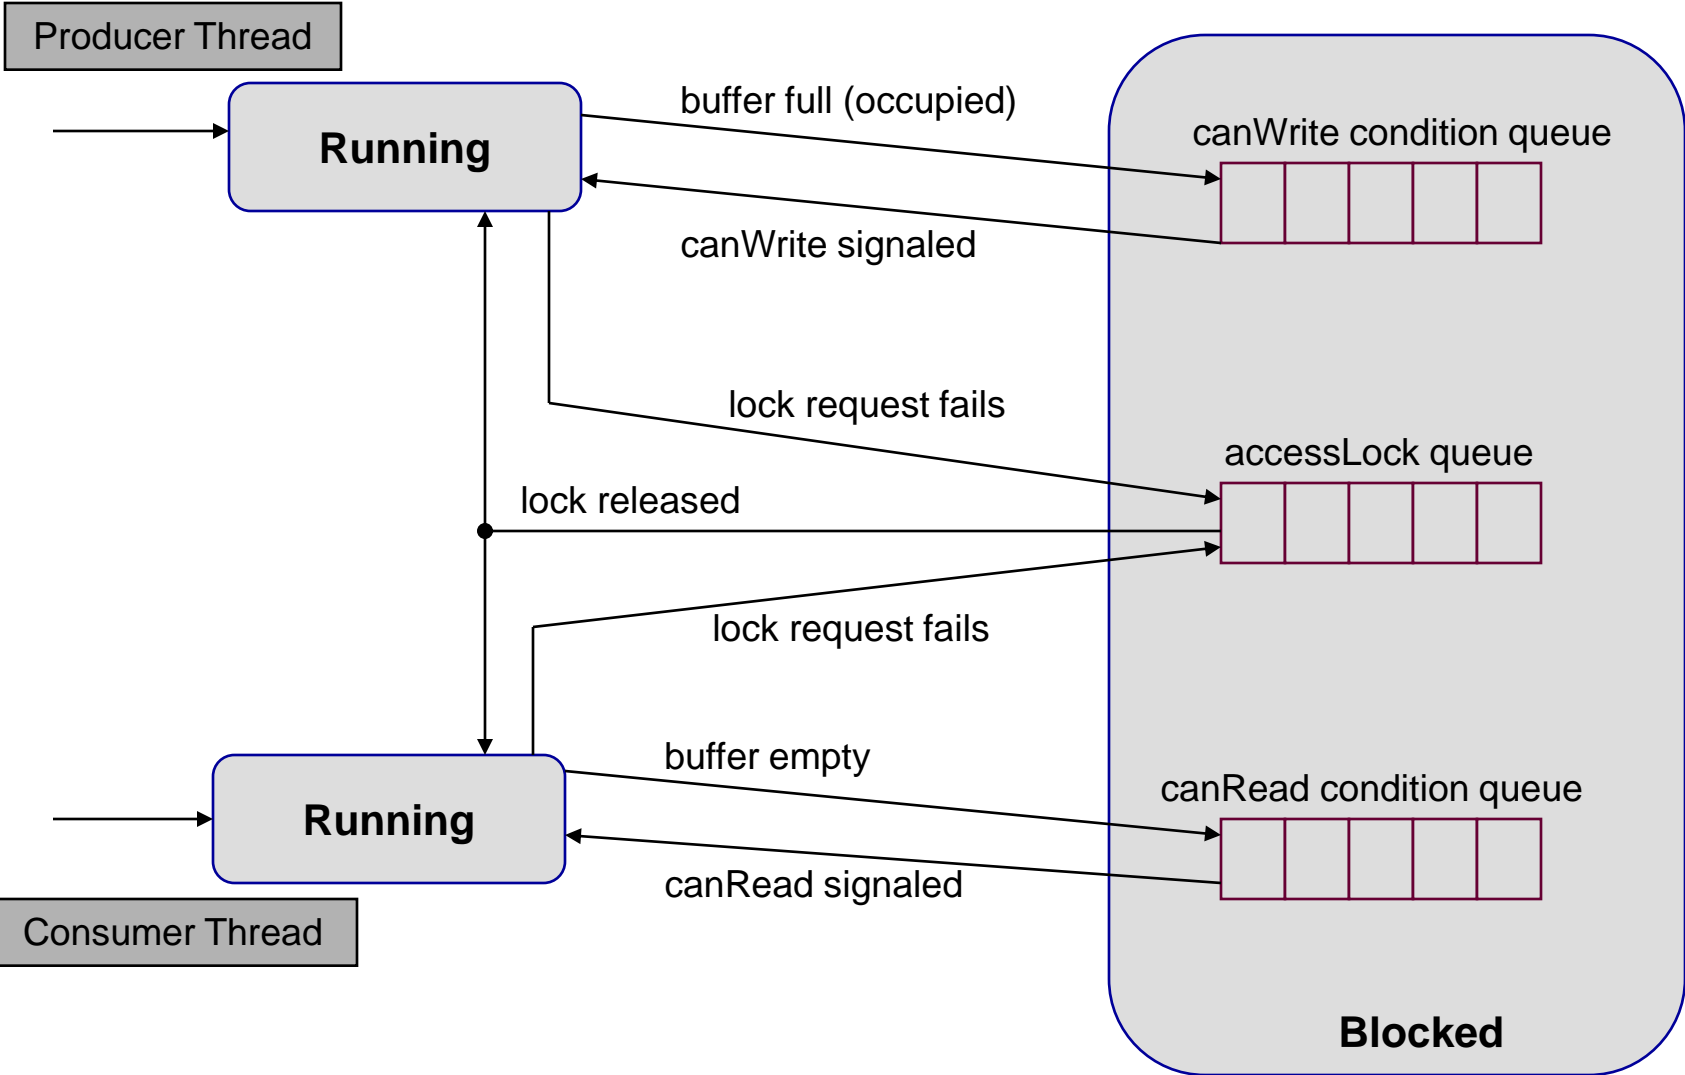 Producer Thread
Running
buffer full (occupied)
canWrite condition queue
canWrite signaled
lock request fails
accessLock queue
lock released
lock request fails
buffer empty
canRead condition queue
Running
canRead signaled
Consumer Thread
Blocked